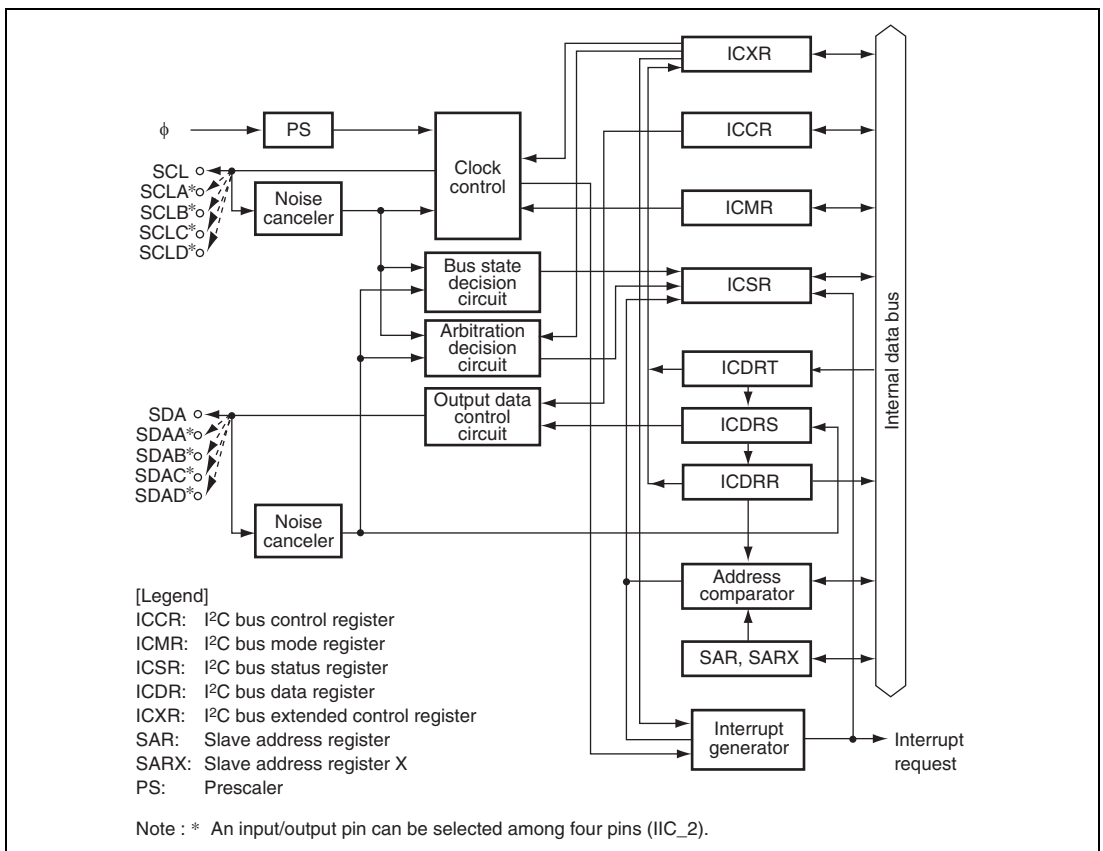 ICXR
φ
PS
ICCR
Clock
control
SCL
SCLA*
SCLB*
SCLC*
SCLD*
Noise
canceler
ICMR
Bus state
decision
circuit
ICSR
Arbitration
decision
circuit
Internal data bus
ICDRT
SDA
SDAA*
SDAB*
SDAC*
SDAD*
Output data
control
circuit
ICDRS
ICDRR
Noise
canceler
Address
comparator
SAR, SARX
Interrupt
generator
Interrupt
request
[Legend]
ICCR: I²C bus control register
ICMR: I²C bus mode register
ICSR: I²C bus status register
ICDR: I²C bus data register
ICXR: I²C bus extended control register
SAR: Slave address register
SARX: Slave address register X
PS: Prescaler
Note : * An input/output pin can be selected among four pins (IIC_2).